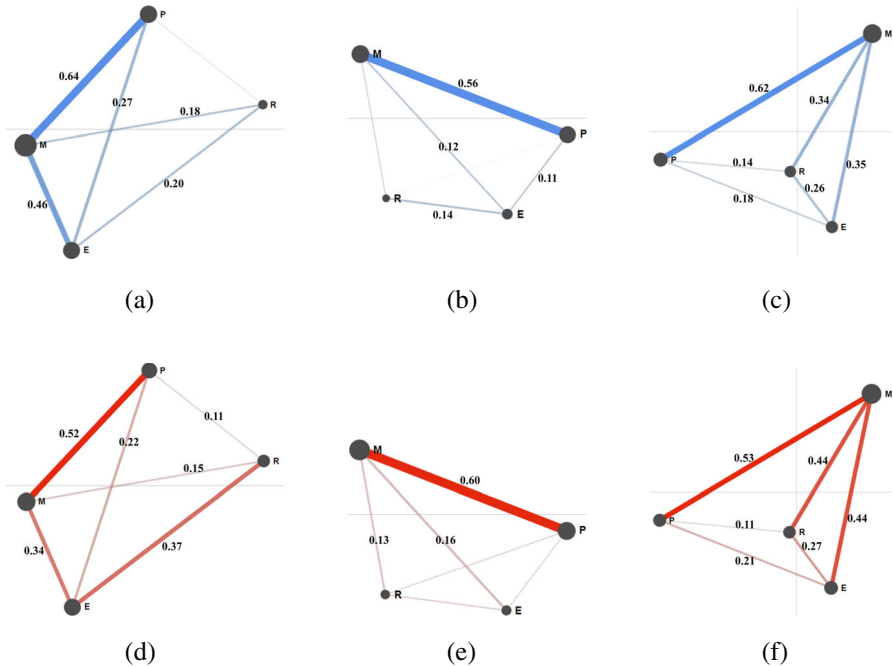 P
0.64
0.27
0.18
R
M
0.46
0.20
E
(a)
M
0.56
0.12
P
0.11
R
0.14
E
(b)
M
0.62
0.34
0.35
P
0.14
R
0.26
0.18
E
(c)
P
0.52
0.22
0.11
R
0.15
M
0.34
0.37
E
(d)
M
0.60
P
0.13
0.16
R
E
(e)
M
0.53
0.44
0.44
P
0.11
R
0.27
0.21
E
(f)